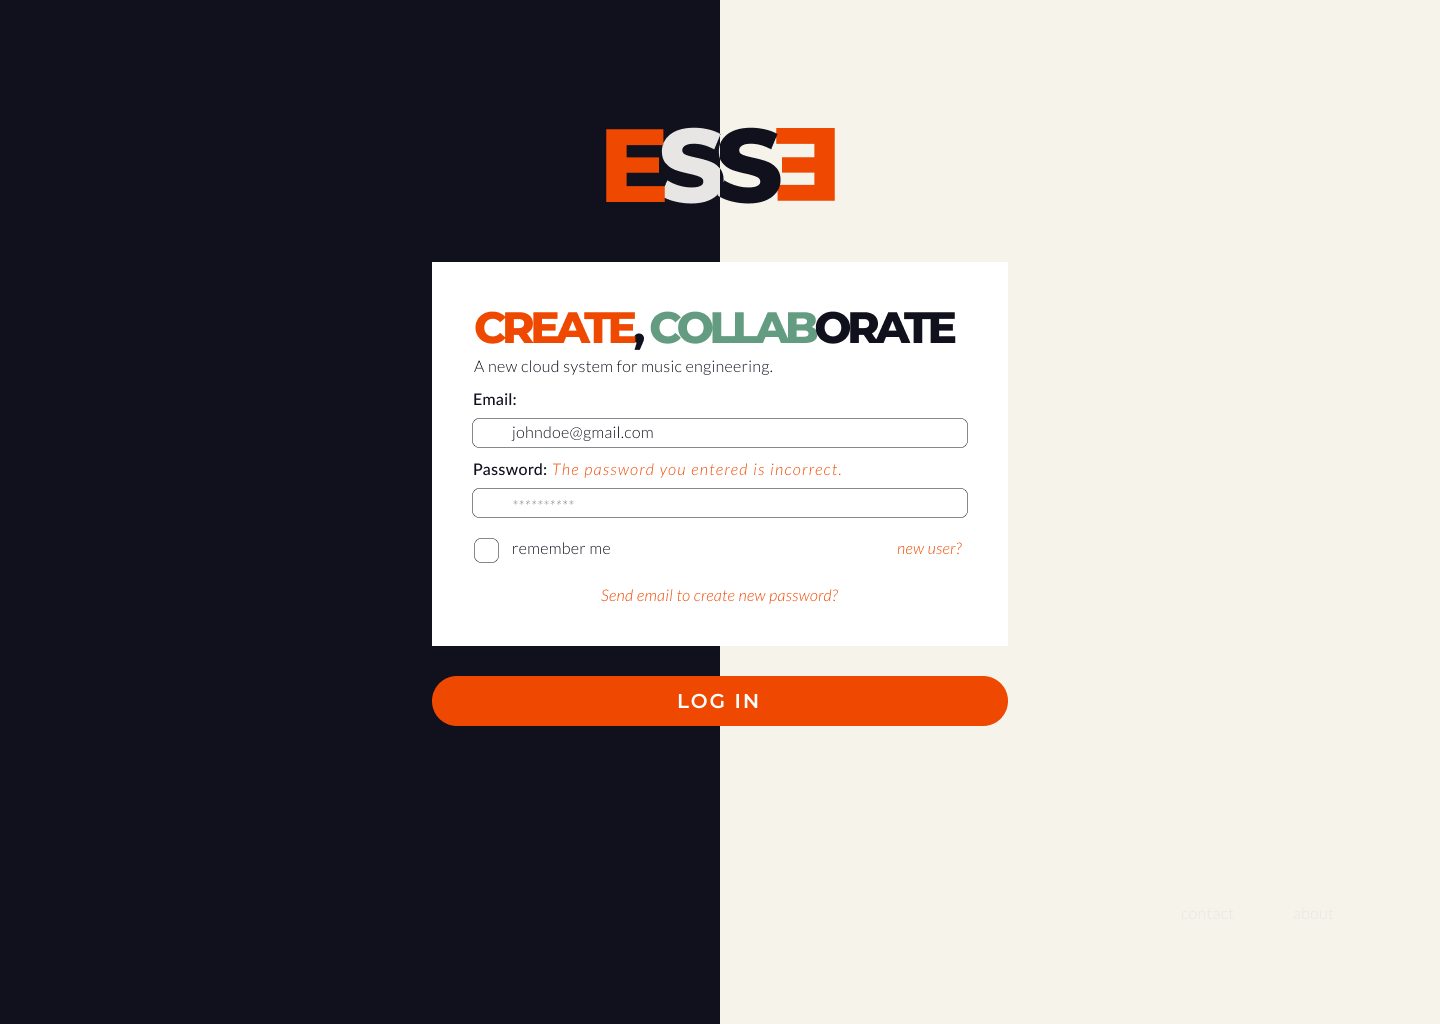 ESSE
CREATE, COLLABORATE
A new cloud system for music engineering.
Email:
johndoe@gmail.com
Password: The password you entered is incorrect.
**********
remember me new user?
Send email to create new password?
LOG IN
contact about